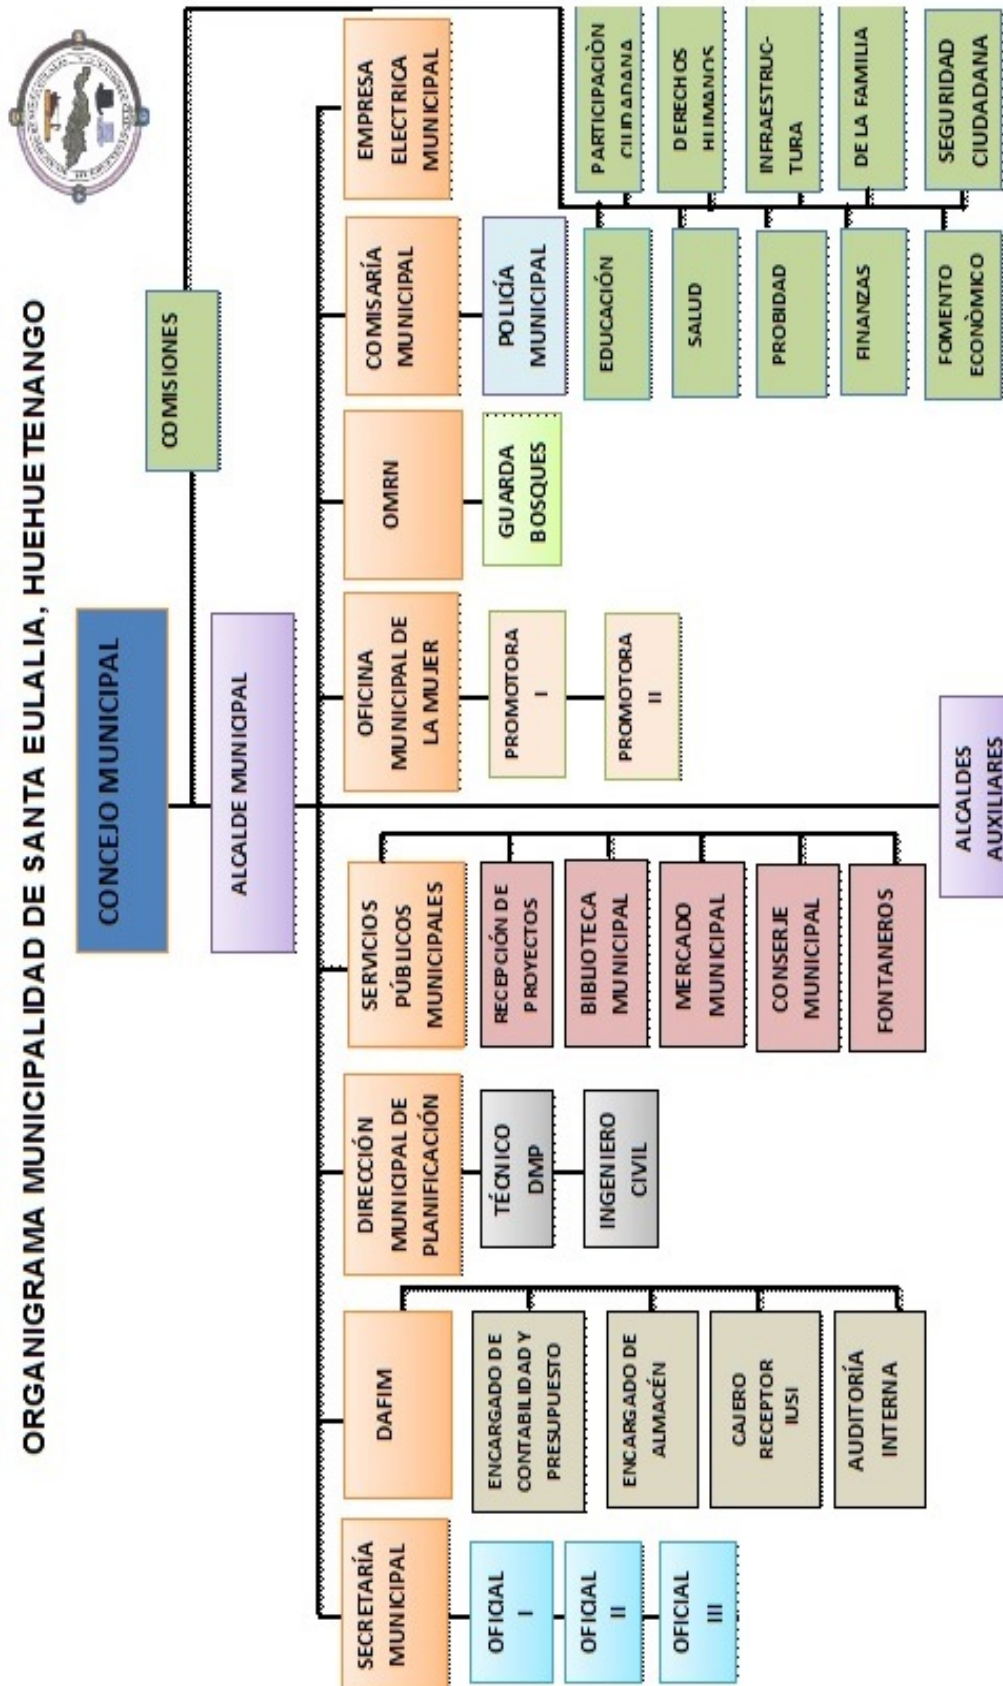 ORGANIGRAMA MUNICIPALIDAD DE SANTA EULALIA, HUEHUETENANGO
CONCEJO MUNICIPAL
COMISIONES
ALCALDE MUNICIPAL
SECRETARÍA
MUNICIPAL
OFICIAL
I
OFICIAL
II
OFICIAL
III
DAFIM
ENCARGADO DE
CONTABILIDAD Y
PRESUPUESTO
ENCARGADO DE
ALMACÉN
CAJERO
RECEPTOR
IUSI
AUDITORÍA
INTERNA
DIRECCIÓN
MUNICIPAL DE
PLANIFICACIÓN
TÉCNICO
DMP
INGENIERO
CIVIL
SERVICIOS
PÚBLICOS
MUNICIPALES
RECEPCIÓN DE
PROYECTOS
BIBLIOTECA
MUNICIPAL
MERCADO
MUNICIPAL
CONSERJE
MUNICIPAL
FONTANEROS
OFICINA
MUNICIPAL DE
LA MUJER
PROMOTORA
I
PROMOTORA
II
OMRN
GUARDA
BOSQUES
COMISARÍA
MUNICIPAL
POLICÍA
MUNICIPAL
EMPRESA
ELECTRICA
MUNICIPAL
EDUCACIÓN
PARTICIPACIÒN
CIUDADANA
SALUD
DERECHOS
HUMANOS
PROBIDAD
INFRAESTRUC-
TURA
FINANZAS
DE LA FAMILIA
FOMENTO
ECONÒMICO
SEGURIDAD
CIUDADANA
ALCALDES
AUXILIARES